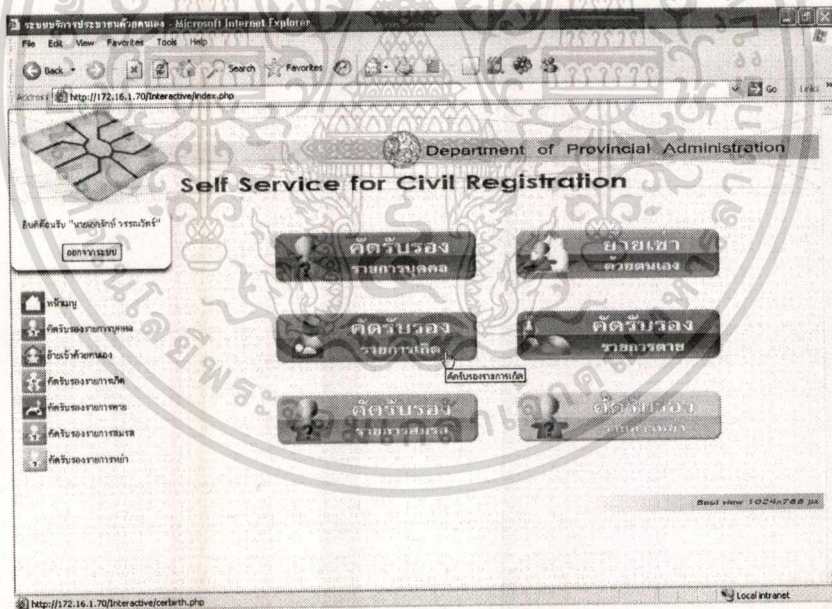 ระบบบริการประชาชนด้วยตนเอง - Microsoft Internet Explorer
File Edit View Favorites Tools Help
Back Search Favorites
Address http://172.16.1.70/Interactive/index.php Go Links »
Department of Provincial Administration
Self Service for Civil Registration
ยินดีต้อนรับ "นายเอกรักษ์ วรรณวัตร์"
ออกจากระบบ
หน้าเมนู
คัดรับรองรายการบุคคล
ย้ายเข้าด้วยตนเอง
คัดรับรองรายการเกิด
คัดรับรองรายการตาย
คัดรับรองรายการสมรส
คัดรับรองรายการหย่า
คัดรับรอง
รายการบุคคล
ย้ายเข้า
ด้วยตนเอง
คัดรับรอง
รายการเกิด
คัดรับรอง
รายการตาย
คัดรับรองรายการเกิด
คัดรับรอง
รายการสมรส
คัดรับรอง
รายการหย่า
Best view 1024x768 px
http://172.16.1.70/Interactive/cerbirth.php
Local intranet